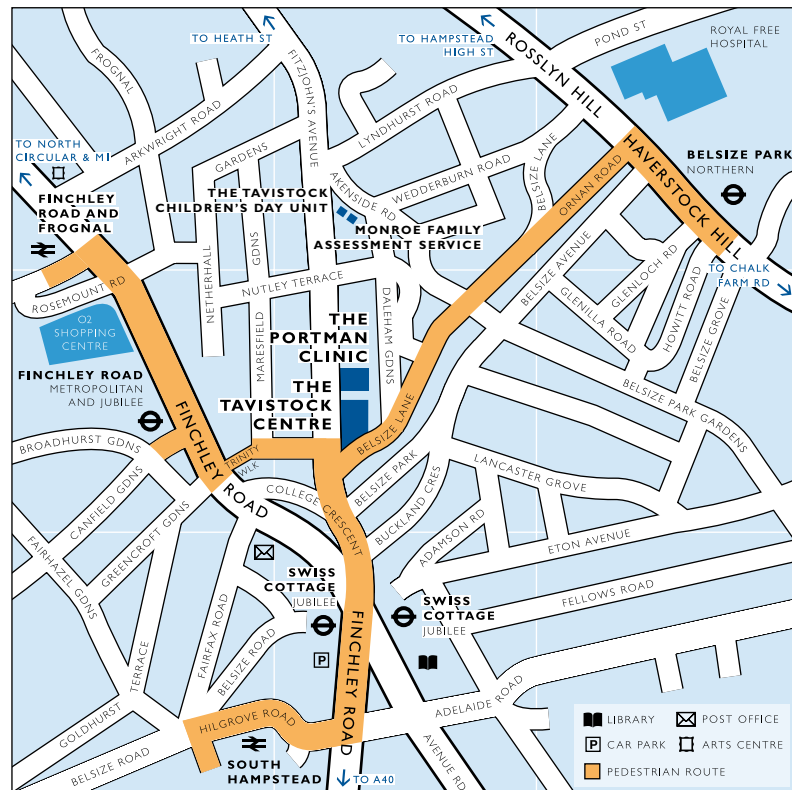 TO HEATH ST
TO HAMPSTEAD
HIGH ST
ROSSLYN HILL
POND ST
ROYAL FREE
HOSPITAL
FROGNAL
FITZJOHN'S AVENUE
ARKWRIGHT ROAD
LYNDHURST ROAD
TO NORTH
CIRCULAR & M1
GARDENS
HAVERSTOCK HILL
BELSIZE PARK
NORTHERN
WEDDERBURN ROAD
BELSIZE LANE
ORNAN ROAD
AKENSIDE RD
THE TAVISTOCK
CHILDREN'S DAY UNIT
FINCHLEY
ROAD AND
FROGNAL
MONROE FAMILY
ASSESSMENT SERVICE
BELSIZE AVENUE
GLENLOCH RD
TO CHALK
FARM RD
ROSEMOUNT RD
NETHERHALL
GDNS
NUTLEY TERRACE
MARESFIELD
DALEHAM GDNS
GLENILLA ROAD
HOWITT ROAD
BELSIZE GROVE
O2
SHOPPING
CENTRE
THE
PORTMAN
CLINIC
FINCHLEY ROAD
METROPOLITAN
AND JUBILEE
THE
TAVISTOCK
CENTRE
BELSIZE LANE
BELSIZE PARK GARDENS
FINCHLEY ROAD
BROADHURST GDNS
TRINITY
WLK
CANFIELD GDNS
COLLEGE CRESCENT
BELSIZE PARK
BUCKLAND CRES
LANCASTER GROVE
GREENCROFT GDNS
ADAMSON RD
ETON AVENUE
FAIRHAZEL GDNS
SWISS
COTTAGE
JUBILEE
SWISS
COTTAGE
JUBILEE
FELLOWS ROAD
FAIRFAX ROAD
BELSIZE ROAD
FINCHLEY ROAD
P
GOLDHURST TERRACE
HILGROVE ROAD
ADELAIDE ROAD
BELSIZE ROAD
SOUTH
HAMPSTEAD
AVENUE RD
TO A40
LIBRARY
POST OFFICE
P CAR PARK
ARTS CENTRE
PEDESTRIAN ROUTE